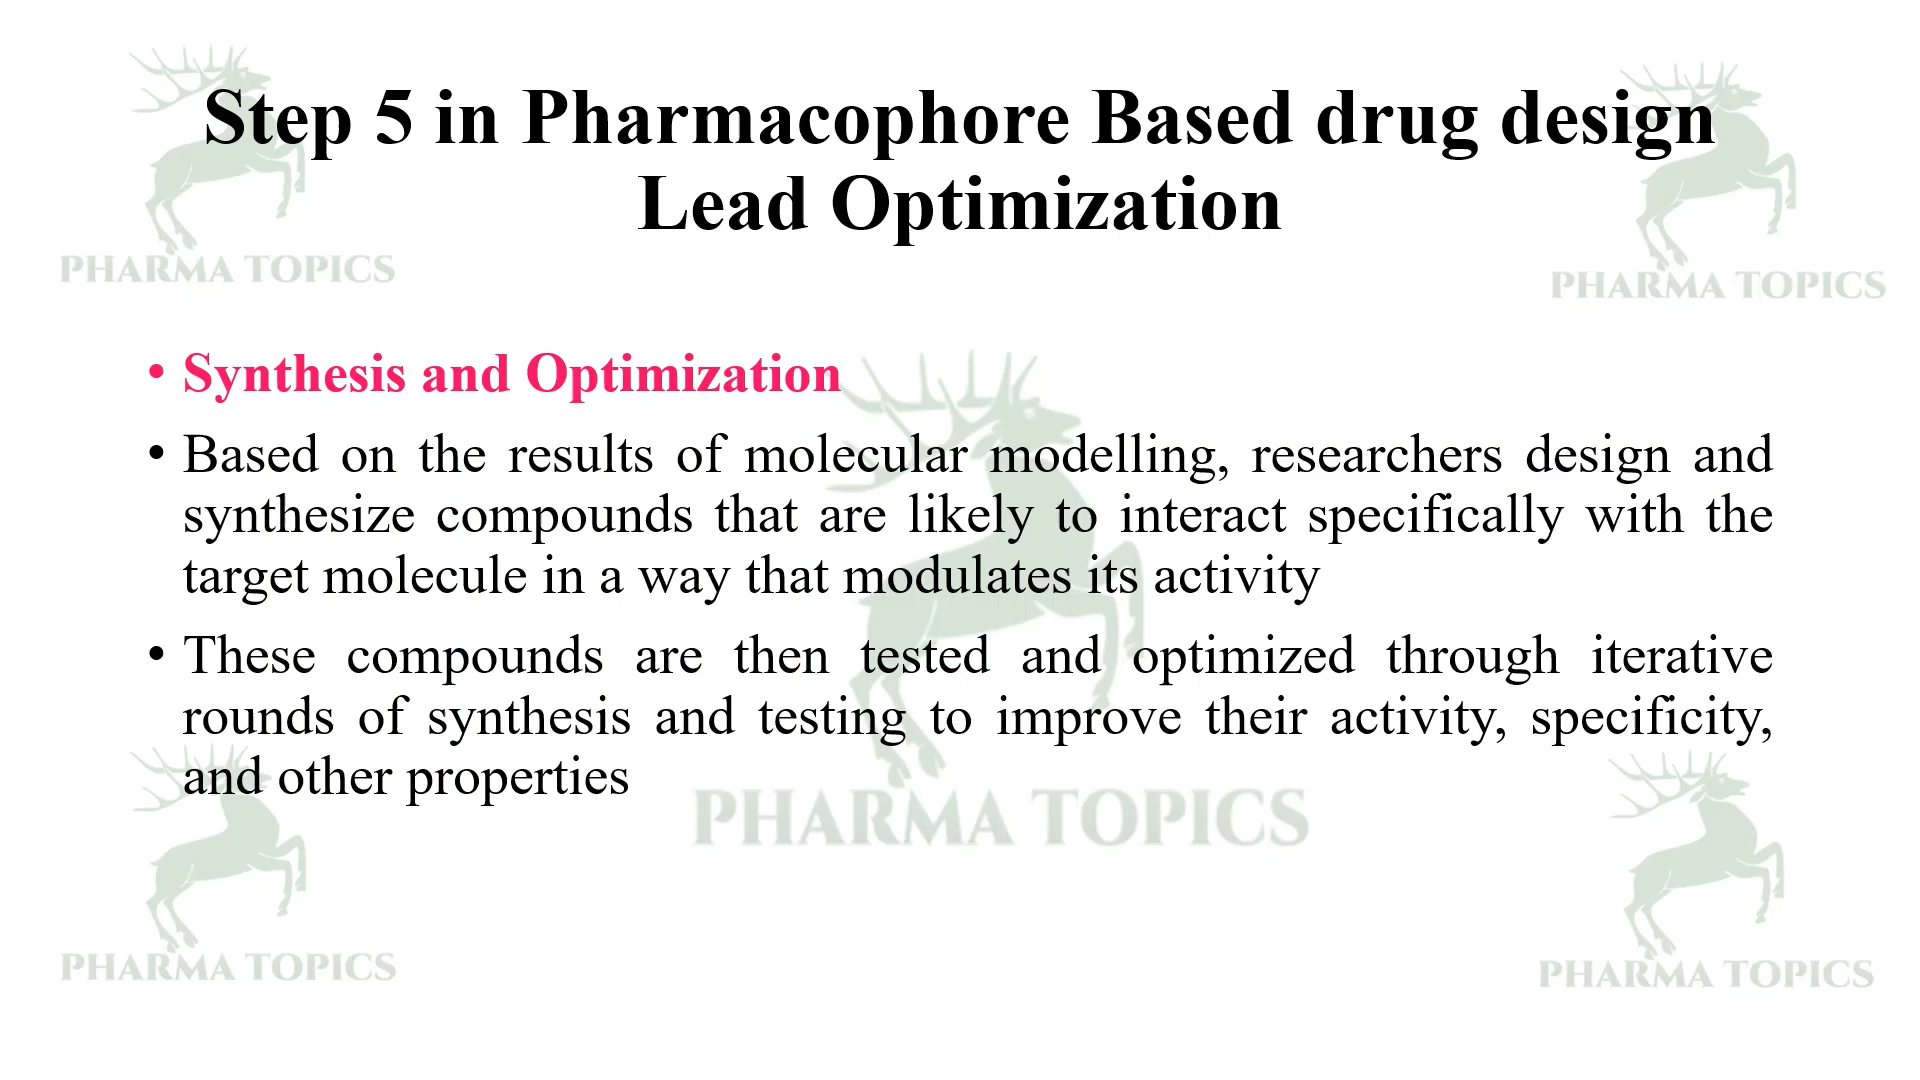 Step 5 in Pharmacophore Based drug design
Lead Optimization
PHARMA TOPICS
PHARMA TOPICS
• Synthesis and Optimization
• Based on the results of molecular modelling, researchers design and
synthesize compounds that are likely to interact specifically with the
target molecule in a way that modulates its activity
• These compounds are then tested and optimized through iterative
rounds of synthesis and testing to improve their activity, specificity,
and other properties
PHARMA TOPICS
PHARMA TOPICS
PHARMA TOPICS